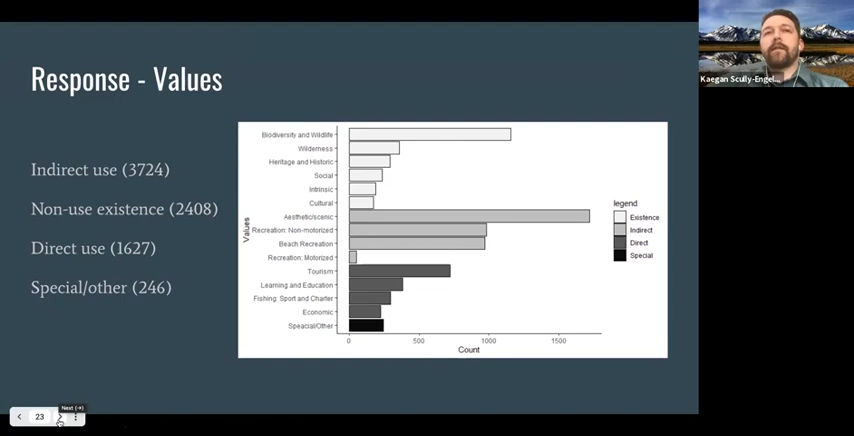 Response - Values
Kaegan Scully-Engel...
Indirect use (3724)
Non-use existence (2408)
Direct use (1627)
Special/other (246)
Values
Biodiversity and Wildlife
Wilderness
Heritage and Historic
Social
Intrinsic
Cultural
Aesthetic/scenic
Recreation: Non-motorized
Beach Recreation
Recreation: Motorized
Tourism
Learning and Education
Fishing: Sport and Charter
Economic
Speacial/Other
0 500 1000 1500
Count
legend
Existence
Indirect
Direct
Special
Next (→)
23